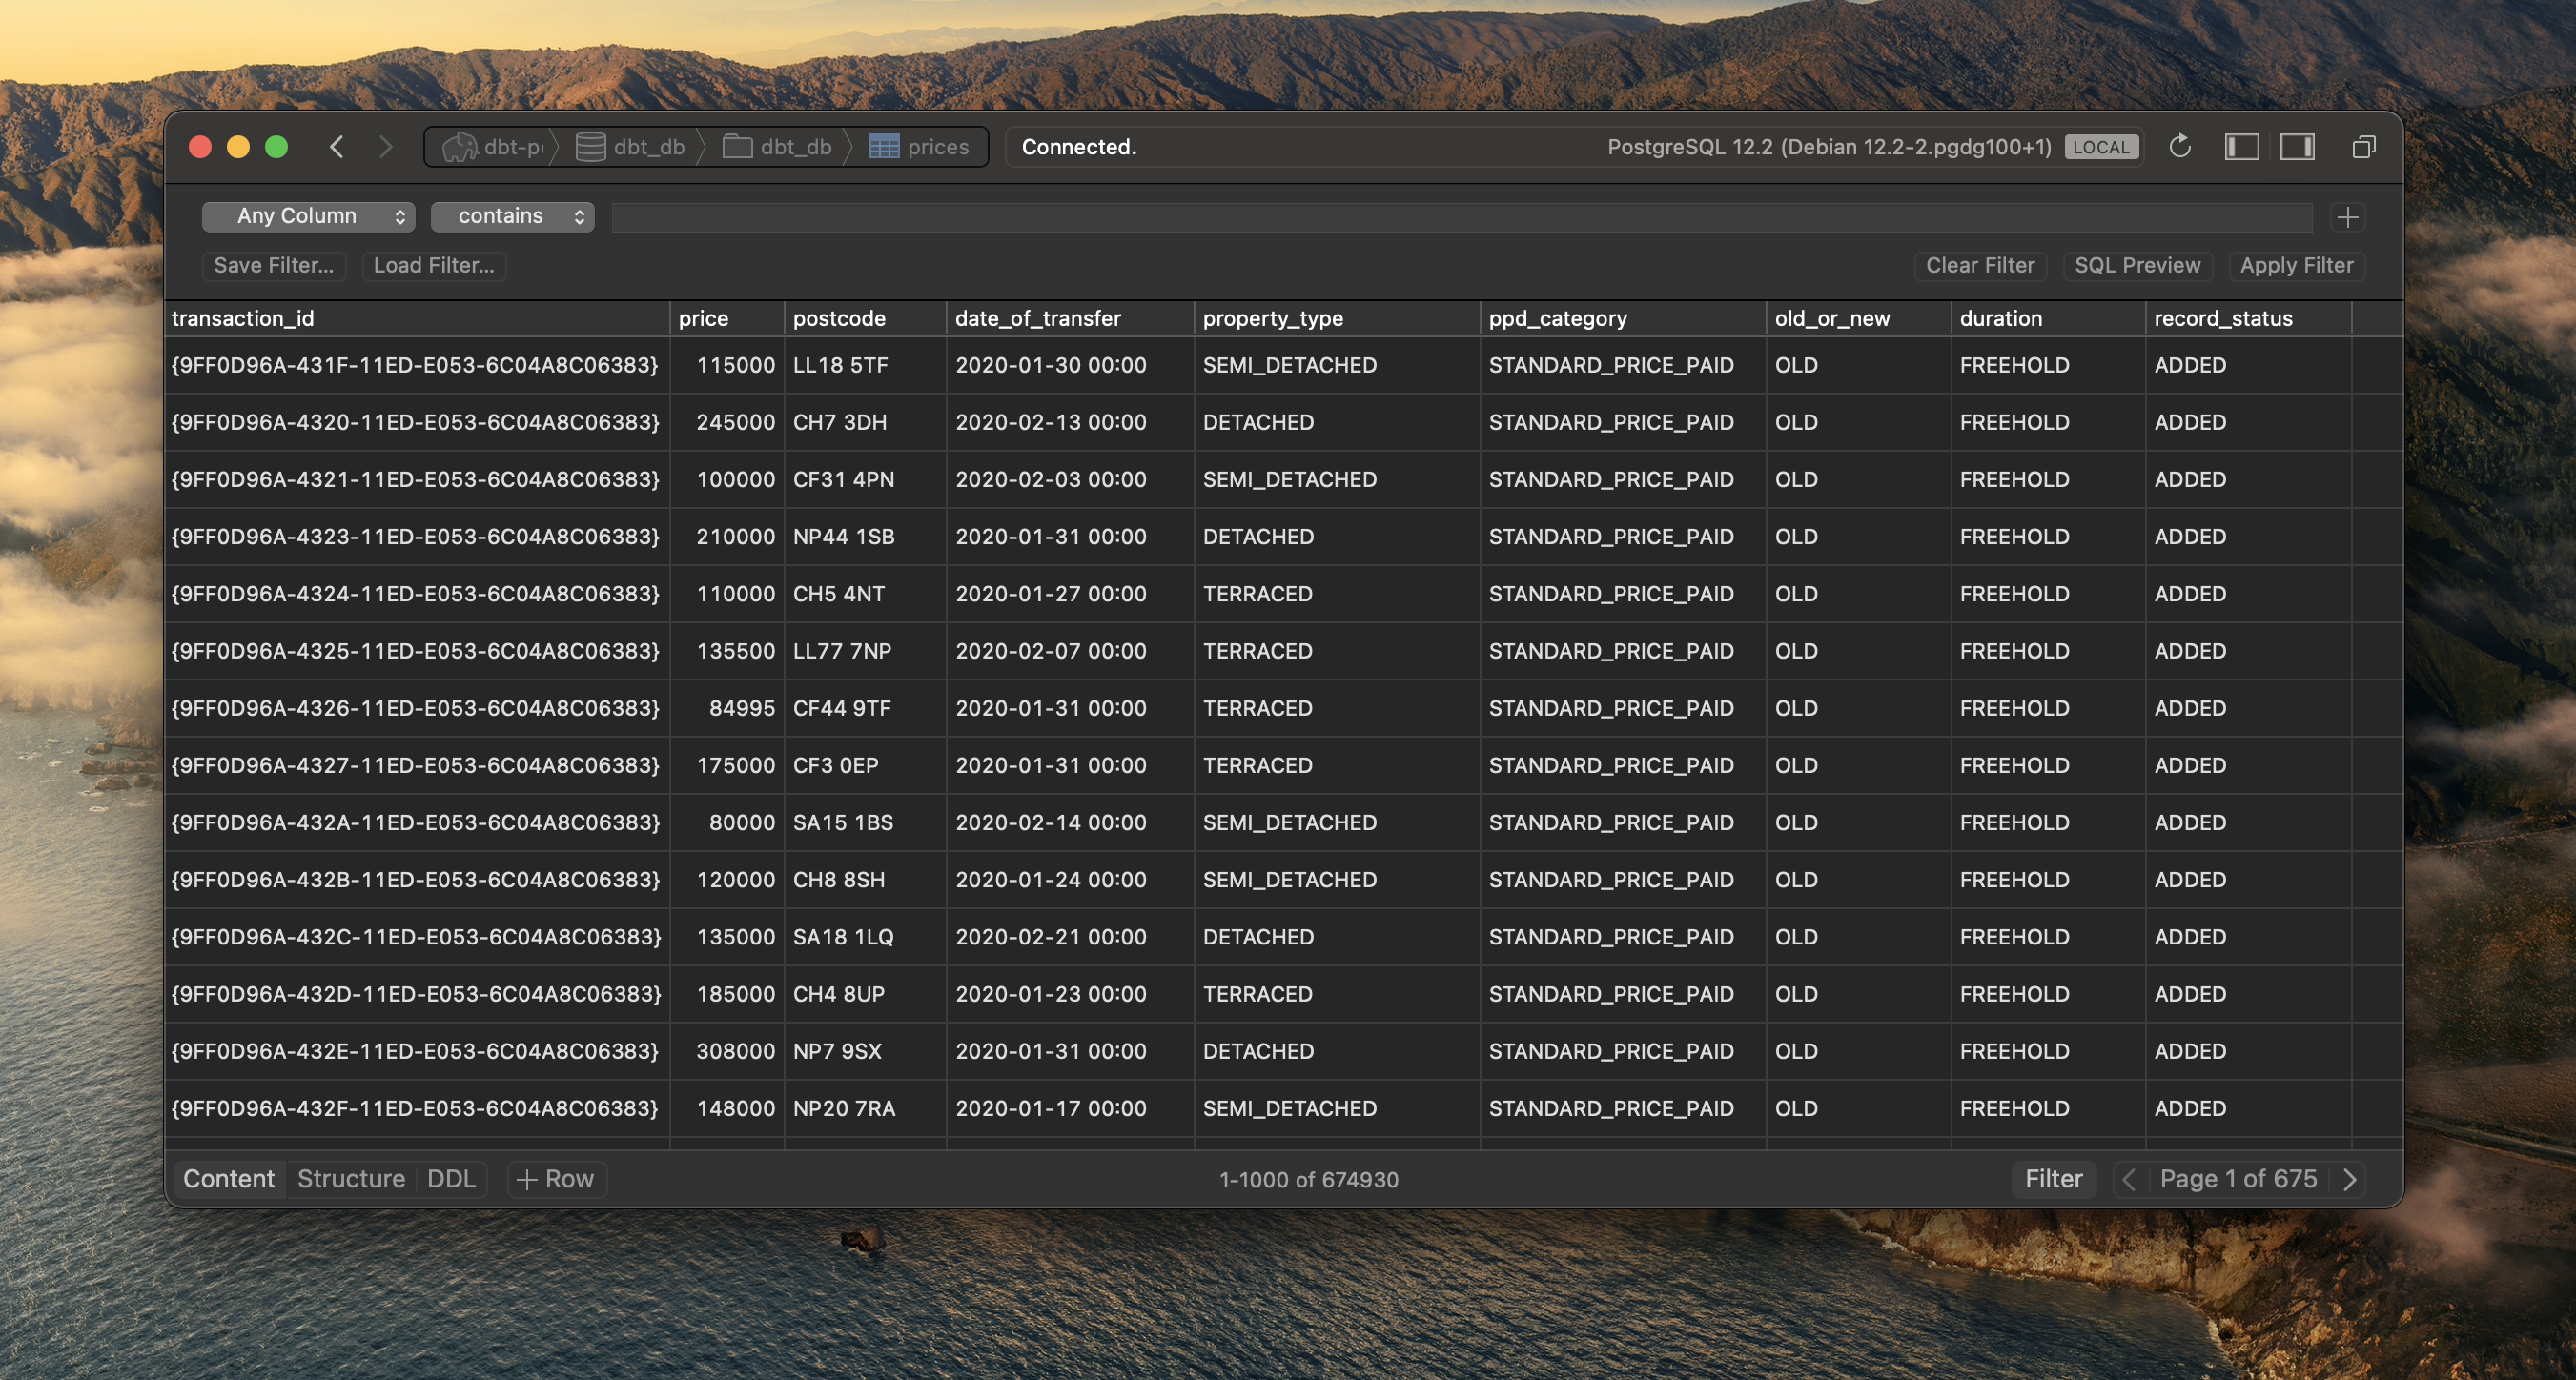 dbt-p dbt_db dbt_db prices Connected. PostgreSQL 12.2 (Debian 12.2-2.pgdg100+1) LOCAL
Any Column contains
Save Filter... Load Filter... Clear Filter SQL Preview Apply Filter
transaction_id price postcode date_of_transfer property_type ppd_category old_or_new duration record_status
{9FF0D96A-431F-11ED-E053-6C04A8C06383} 115000 LL18 5TF 2020-01-30 00:00 SEMI_DETACHED STANDARD_PRICE_PAID OLD FREEHOLD ADDED
{9FF0D96A-4320-11ED-E053-6C04A8C06383} 245000 CH7 3DH 2020-02-13 00:00 DETACHED STANDARD_PRICE_PAID OLD FREEHOLD ADDED
{9FF0D96A-4321-11ED-E053-6C04A8C06383} 100000 CF31 4PN 2020-02-03 00:00 SEMI_DETACHED STANDARD_PRICE_PAID OLD FREEHOLD ADDED
{9FF0D96A-4323-11ED-E053-6C04A8C06383} 210000 NP44 1SB 2020-01-31 00:00 DETACHED STANDARD_PRICE_PAID OLD FREEHOLD ADDED
{9FF0D96A-4324-11ED-E053-6C04A8C06383} 110000 CH5 4NT 2020-01-27 00:00 TERRACED STANDARD_PRICE_PAID OLD FREEHOLD ADDED
{9FF0D96A-4325-11ED-E053-6C04A8C06383} 135500 LL77 7NP 2020-02-07 00:00 TERRACED STANDARD_PRICE_PAID OLD FREEHOLD ADDED
{9FF0D96A-4326-11ED-E053-6C04A8C06383} 84995 CF44 9TF 2020-01-31 00:00 TERRACED STANDARD_PRICE_PAID OLD FREEHOLD ADDED
{9FF0D96A-4327-11ED-E053-6C04A8C06383} 175000 CF3 0EP 2020-01-31 00:00 TERRACED STANDARD_PRICE_PAID OLD FREEHOLD ADDED
{9FF0D96A-432A-11ED-E053-6C04A8C06383} 80000 SA15 1BS 2020-02-14 00:00 SEMI_DETACHED STANDARD_PRICE_PAID OLD FREEHOLD ADDED
{9FF0D96A-432B-11ED-E053-6C04A8C06383} 120000 CH8 8SH 2020-01-24 00:00 SEMI_DETACHED STANDARD_PRICE_PAID OLD FREEHOLD ADDED
{9FF0D96A-432C-11ED-E053-6C04A8C06383} 135000 SA18 1LQ 2020-02-21 00:00 DETACHED STANDARD_PRICE_PAID OLD FREEHOLD ADDED
{9FF0D96A-432D-11ED-E053-6C04A8C06383} 185000 CH4 8UP 2020-01-23 00:00 TERRACED STANDARD_PRICE_PAID OLD FREEHOLD ADDED
{9FF0D96A-432E-11ED-E053-6C04A8C06383} 308000 NP7 9SX 2020-01-31 00:00 DETACHED STANDARD_PRICE_PAID OLD FREEHOLD ADDED
{9FF0D96A-432F-11ED-E053-6C04A8C06383} 148000 NP20 7RA 2020-01-17 00:00 SEMI_DETACHED STANDARD_PRICE_PAID OLD FREEHOLD ADDED
Content Structure DDL + Row 1-1000 of 674930 Filter Page 1 of 675